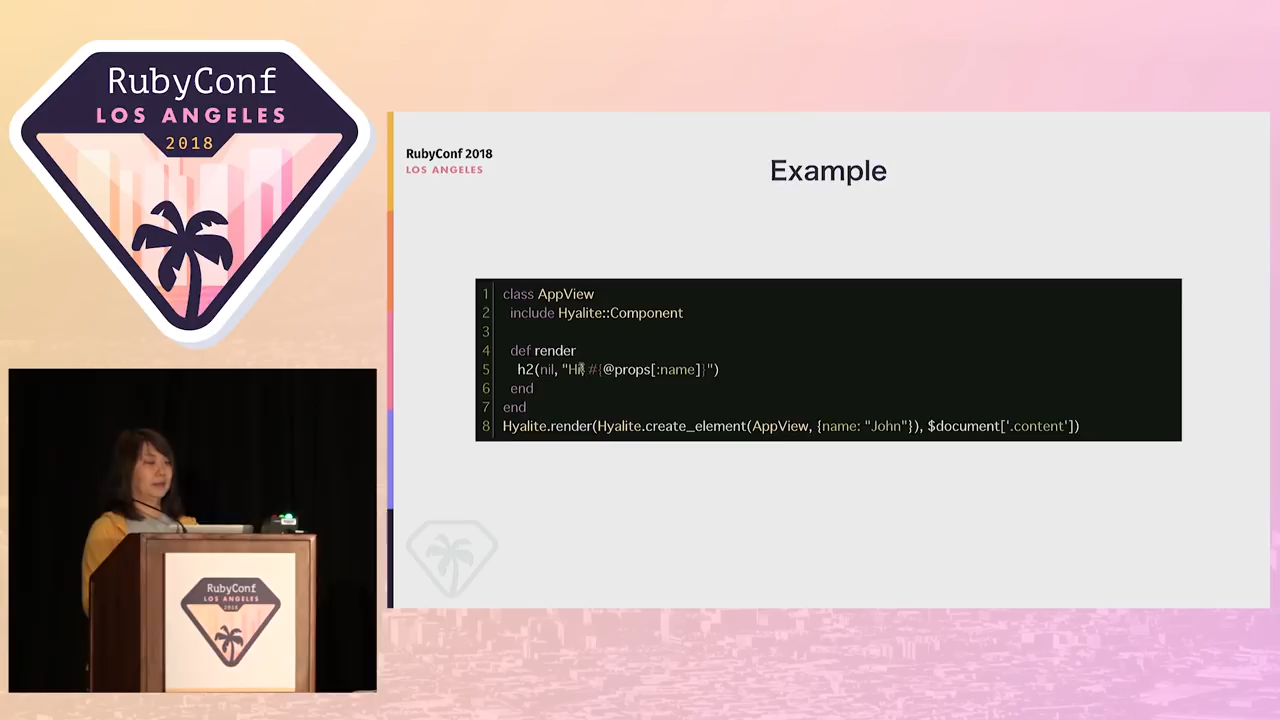 RubyConf
LOS ANGELES
2018
RubyConf 2018
LOS ANGELES
Example
1 class AppView
2 include Hyalite::Component
3
4 def render
5 h2(nil, "Hi #{@props[:name]}")
6 end
7 end
8 Hyalite.render(Hyalite.create_element(AppView, {name: "John"}), $document['.content'])
RubyConf
LOS ANGELES
2018